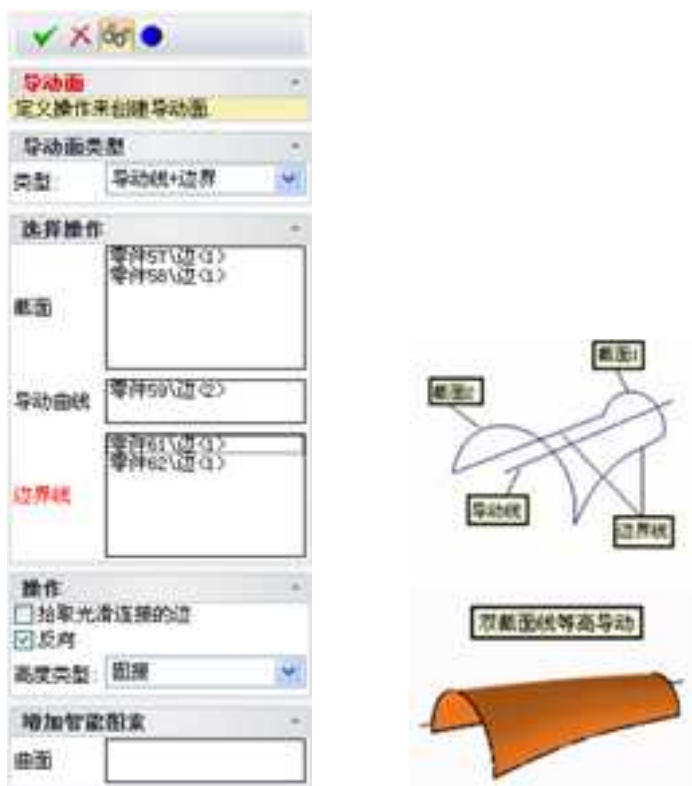 导动面
定义操作来创建导动面.
导动面类型
类型: 导动线+边界
选择操作
截面
零件57\边<1>
零件58\边<1>
导动曲线
零件59\边<2>
边界线
零件61\边<1>
零件62\边<1>
操作
拾取光滑连接的边
反向
高度类型:
增加智能图素
曲面
截面1
截面2
导动线
边界线
双截面线等高导动